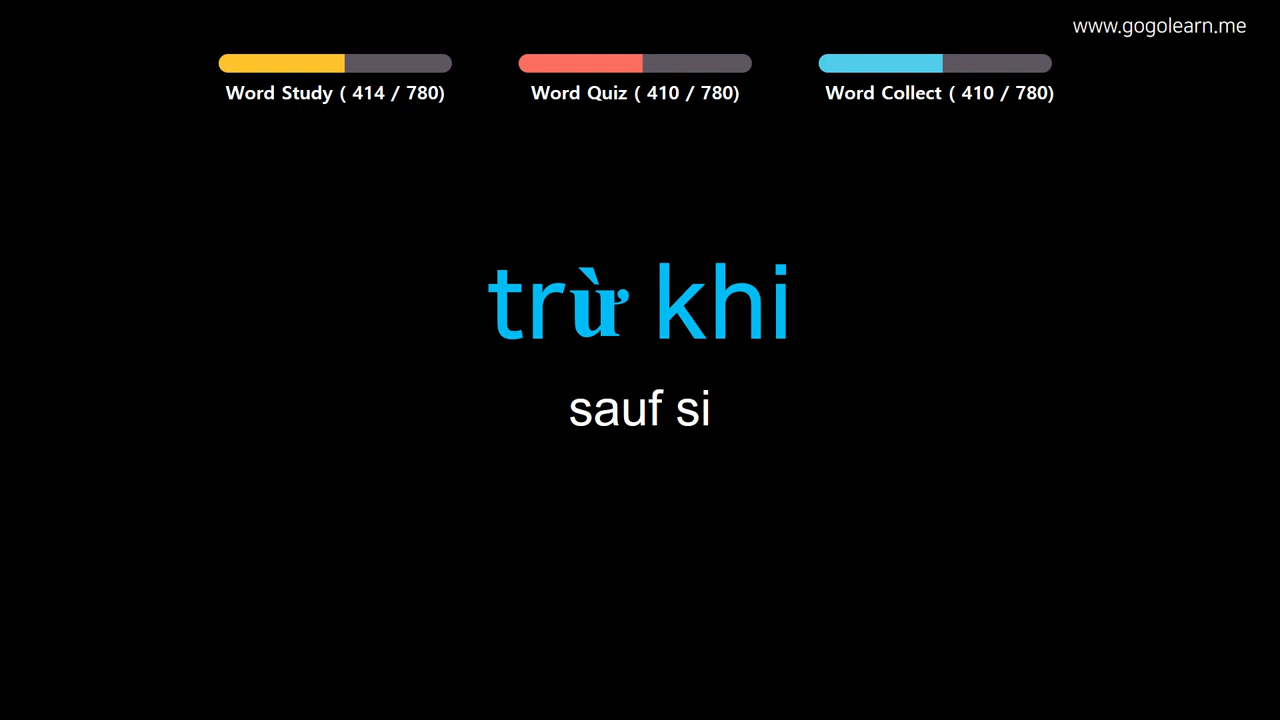 www.gogolearn.me
Word Study ( 414 / 780)
Word Quiz ( 410 / 780)
Word Collect ( 410 / 780)
trừ khi
sauf si